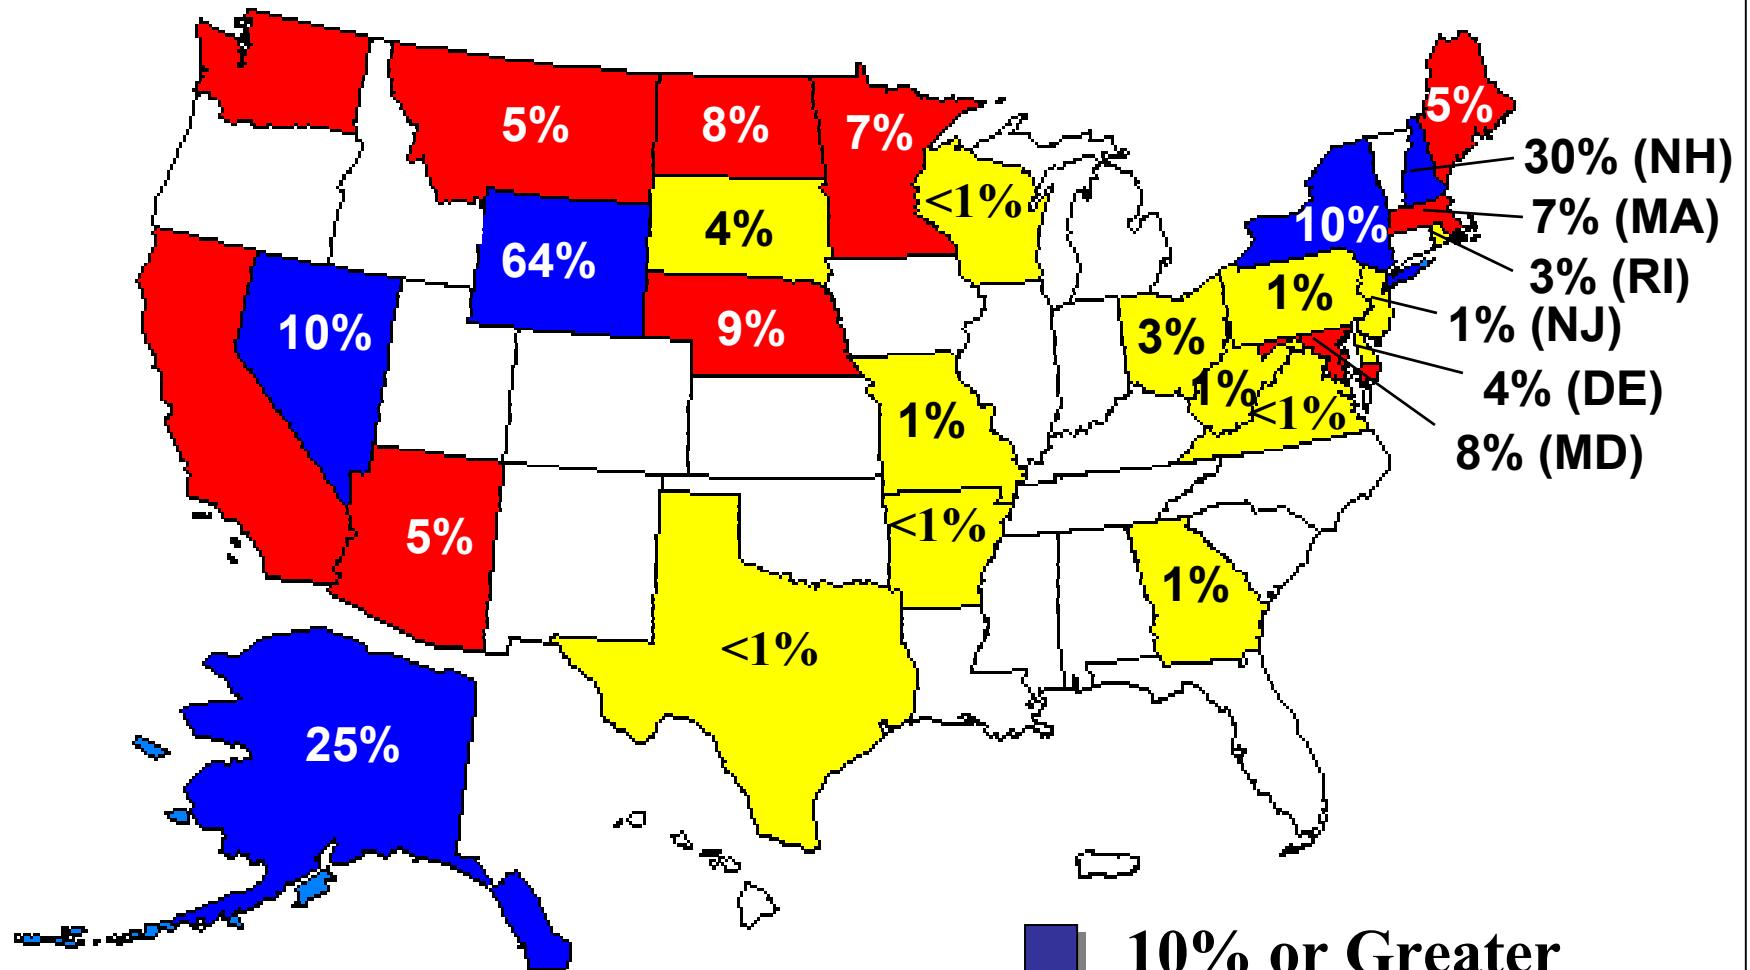 5%
8%
7%
5%
30% (NH)
<1%
7% (MA)
10%
4%
64%
3% (RI)
1%
1% (NJ)
10%
9%
3%
4% (DE)
1%
<1%
1%
8% (MD)
<1%
5%
1%
<1%
25%
10% or Greater